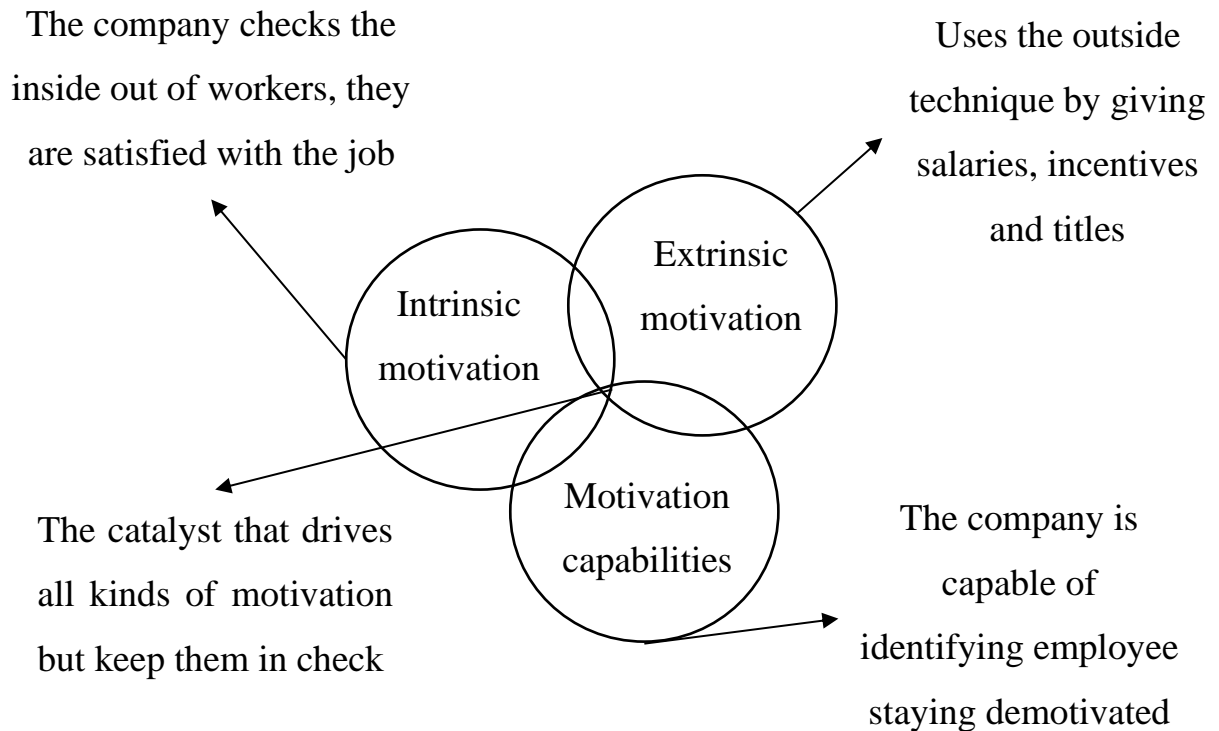 The company checks the
inside out of workers, they
are satisfied with the job
Uses the outside
technique by giving
salaries, incentives
and titles
Extrinsic
motivation
Intrinsic
motivation
Motivation
capabilities
The catalyst that drives
all kinds of motivation
but keep them in check
The company is
capable of
identifying employee
staying demotivated